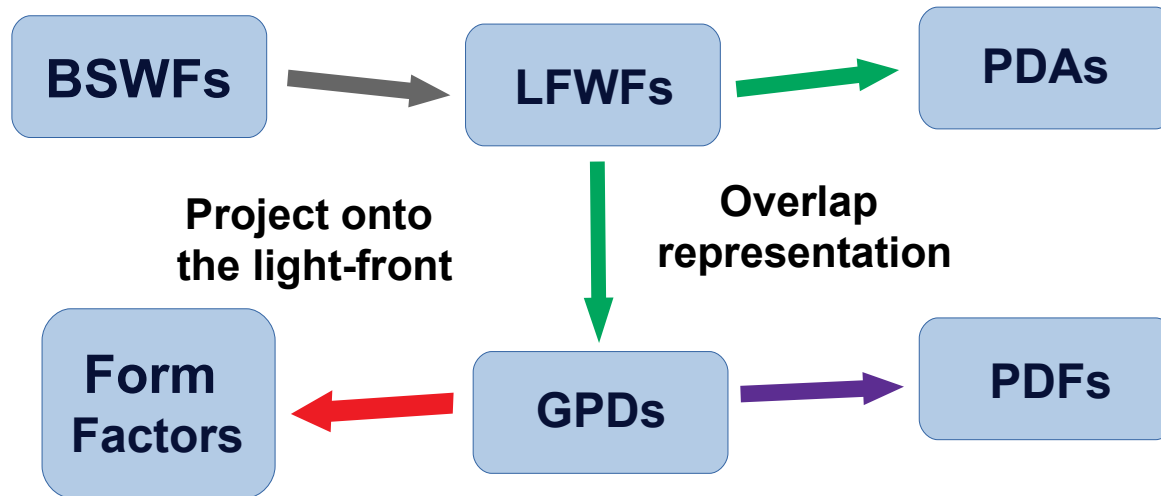 BSWFs
LFWFs
PDAs
Project onto
the light-front
Overlap
representation
Form
Factors
GPDs
PDFs